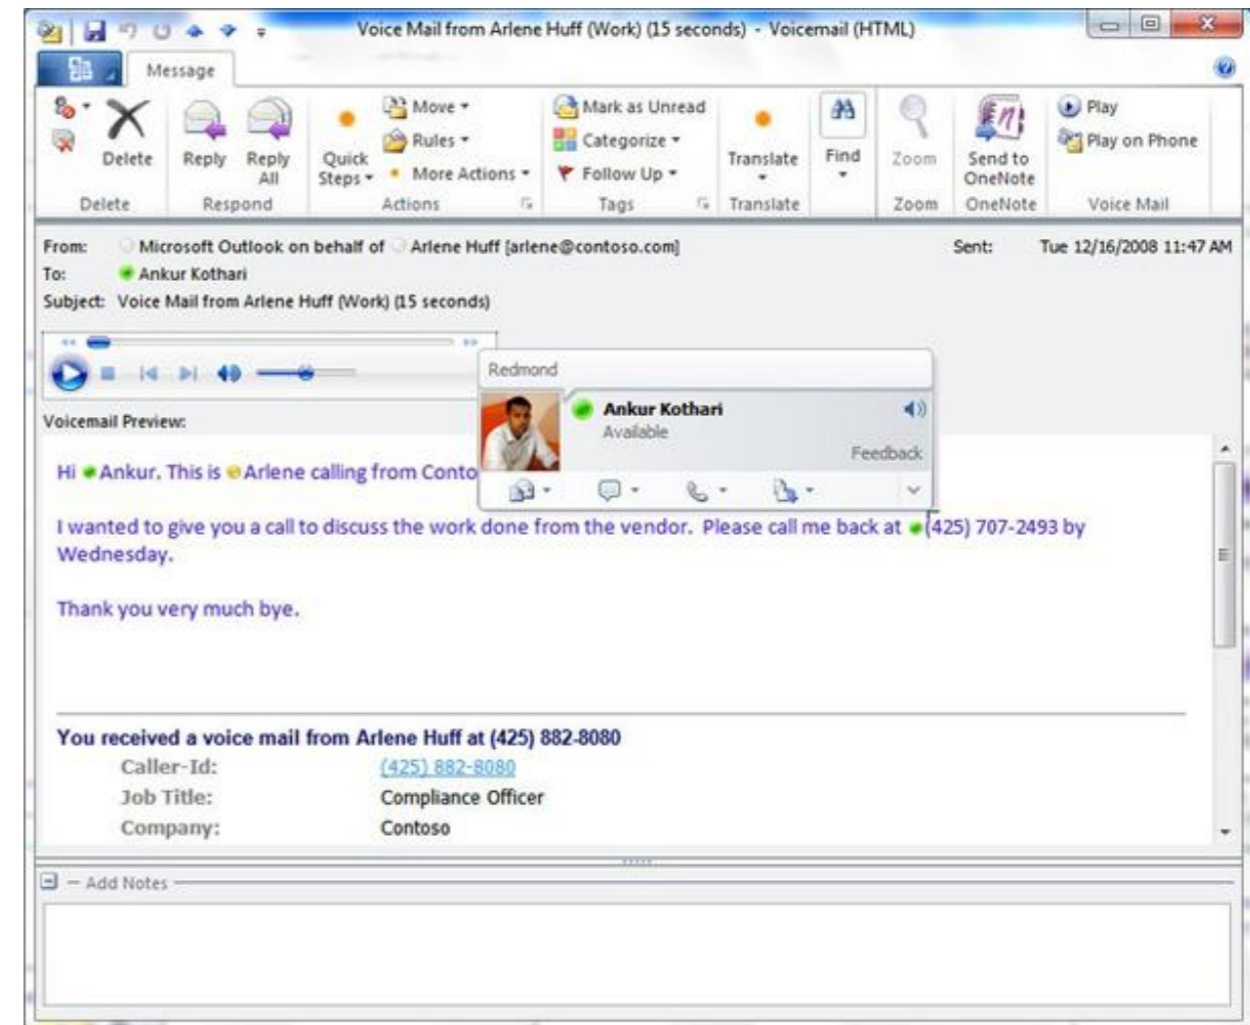 Voice Mail from Arlene Huff (Work) (15 seconds) - Voicemail (HTML)
Message
Delete
Reply
Reply All
Quick Steps
Move
Rules
More Actions
Mark as Unread
Categorize
Follow Up
Translate
Find
Zoom
Send to OneNote
Play
Play on Phone
Delete Respond Actions Tags Translate Zoom OneNote Voice Mail
From: Microsoft Outlook on behalf of Arlene Huff [arlene@contoso.com] Sent: Tue 12/16/2008 11:47 AM
To: Ankur Kothari
Subject: Voice Mail from Arlene Huff (Work) (15 seconds)
Redmond
Ankur Kothari
Available
Feedback
Voicemail Preview:
Hi Ankur. This is Arlene calling from Conto
I wanted to give you a call to discuss the work done from the vendor. Please call me back at (425) 707-2493 by
Wednesday.
Thank you very much bye.
You received a voice mail from Arlene Huff at (425) 882-8080
Caller-Id: (425) 882-8080
Job Title: Compliance Officer
Company: Contoso
Add Notes